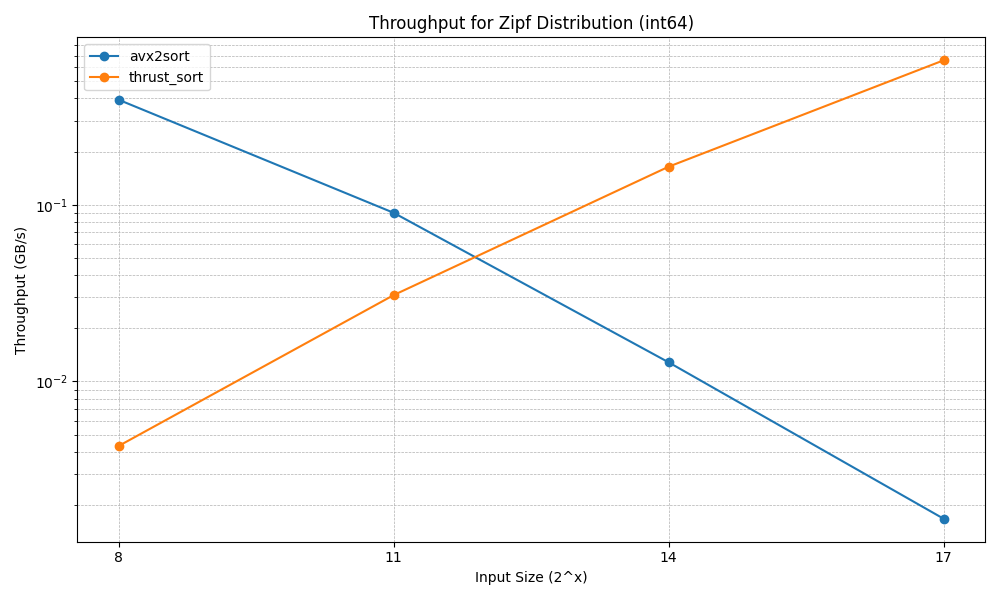 Throughput for Zipf Distribution (int64)
avx2sort
thrust_sort
Throughput (GB/s)
10⁻¹
10⁻²
8 11 14 17
Input Size (2^x)